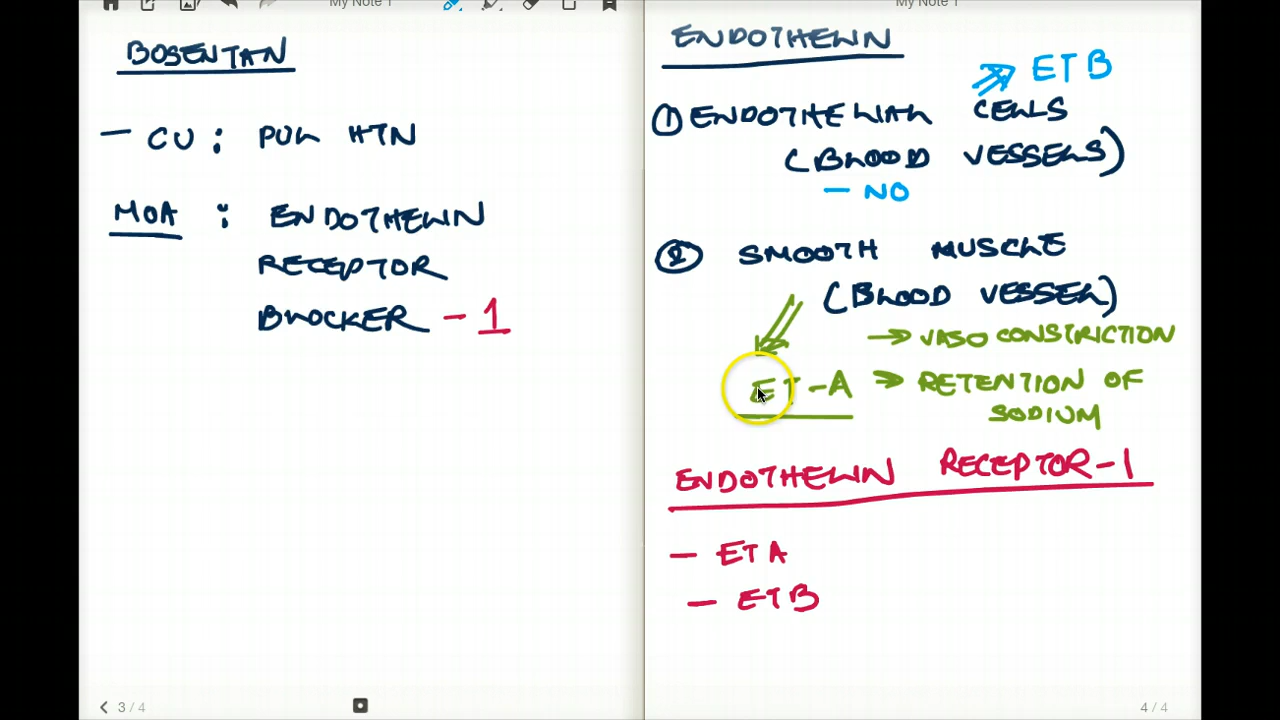 My Note 1
BOSENTAN
- CU : PUL HTN
MOA : ENDOTHELIN
RECEPTOR
BLOCKER - 1
3 / 4
My Note 1
ENDOTHELIN
ETB
① ENDOTHELIAL CELLS
(BLOOD VESSELS)
- NO
② SMOOTH MUSCLE
(BLOOD VESSEL)
→ VASO CONSTRICTION
ET-A → RETENTION OF
SODIUM
ENDOTHELIN RECEPTOR-1
- ETA
- ETB
4 / 4